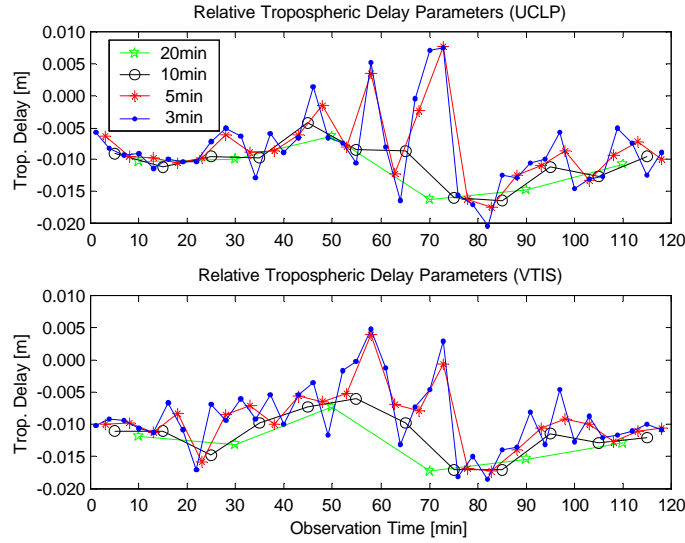 Relative Tropospheric Delay Parameters (UCLP)
0.010
0.005
0.000
-0.005
-0.010
-0.015
-0.020
Trop. Delay [m]
20min
10min
5min
3min
0 10 20 30 40 50 60 70 80 90 100 110 120
Relative Tropospheric Delay Parameters (VTIS)
0.010
0.005
0.000
-0.005
-0.010
-0.015
-0.020
Trop. Delay [m]
0 10 20 30 40 50 60 70 80 90 100 110 120
Observation Time [min]